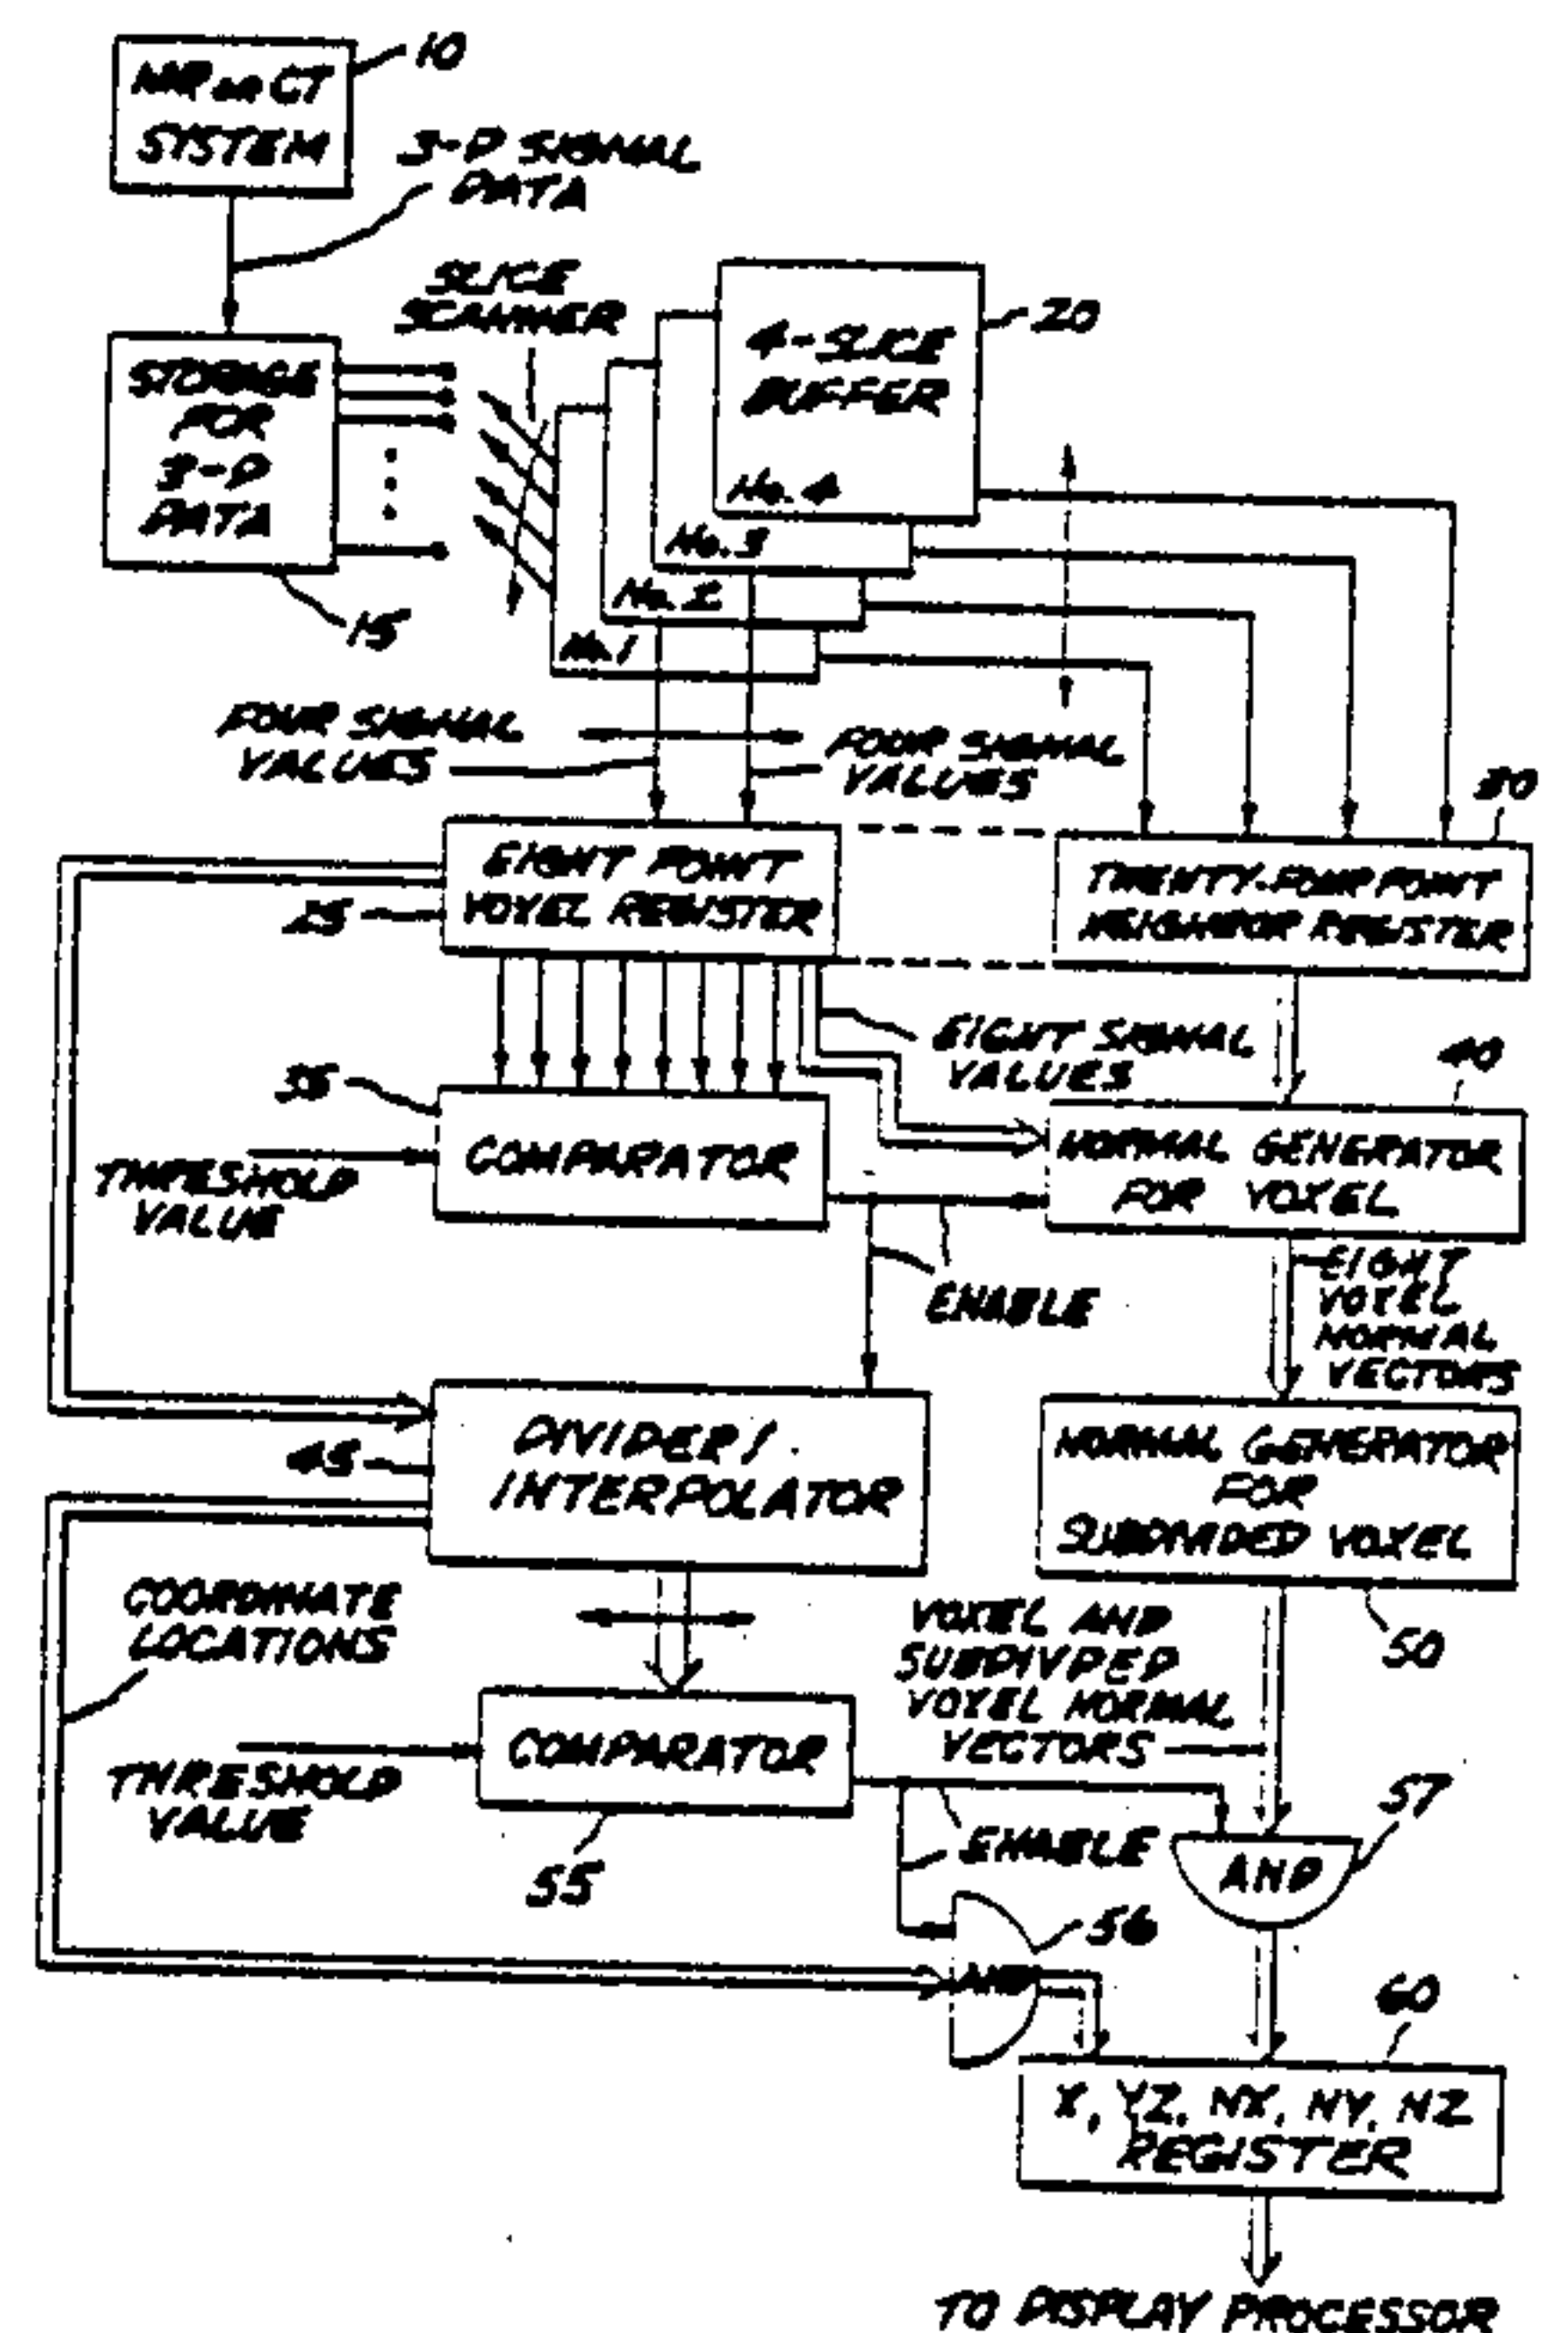 10
NMR or CT
SYSTEM
3-D SIGNAL
DATA
SLICE
SCANNER
20
4-SLICE
BUFFER
STORAGE
FOR
3-D
DATA
No. 4
No. 3
No. 2
No. 1
15
FOUR SIGNAL
VALUES
FOUR SIGNAL
VALUES
30
EIGHT POINT
VOXEL REGISTER
25
TWENTY-FOUR POINT
NEIGHBOR REGISTER
EIGHT SIGNAL
VALUES
40
35
COMPARATOR
NORMAL GENERATOR
FOR VOXEL
THRESHOLD
VALUE
ENABLE
EIGHT
VOXEL
NORMAL
VECTORS
DIVIDER/
INTERPOLATOR
45
NORMAL GENERATOR
FOR
SUBDIVIDED VOXEL
50
COORDINATE
LOCATIONS
VOXEL AND
SUBDIVIDED
VOXEL NORMAL
VECTORS
COMPARATOR
THRESHOLD
VALUE
55
ENABLE
57
AND
56
AND
60
X, YZ, NX, NY, NZ
REGISTER
TO DISPLAY PROCESSOR